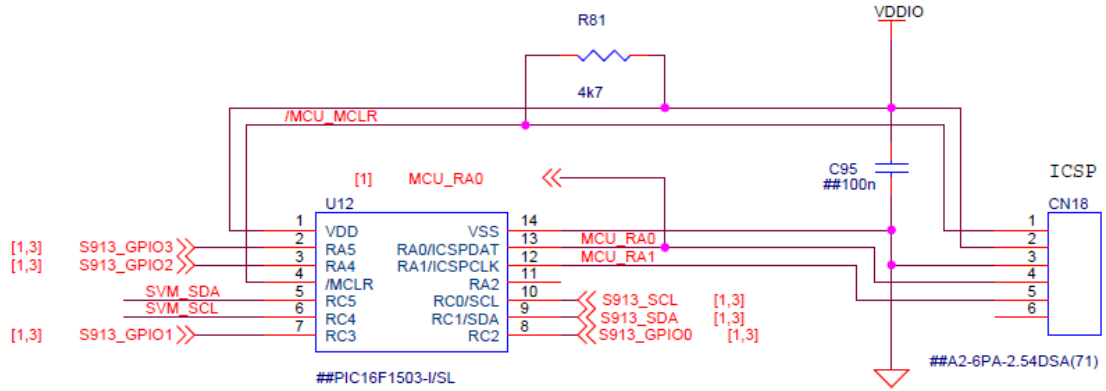 R81
VDDIO
4k7
/MCU_MCLR
C95
##100n
ICSP
[1] MCU_RA0
U12
CN18
1 VDD VSS 14
[1,3] S913_GPIO3 2 RA5 RA0/ICSPDAT 13 MCU_RA0
[1,3] S913_GPIO2 3 RA4 RA1/ICSPCLK 12 MCU_RA1
4 /MCLR RA2 11
SVM_SDA 5 RC5 RC0/SCL 10 S913_SCL [1,3]
SVM_SCL 6 RC4 RC1/SDA 9 S913_SDA [1,3]
[1,3] S913_GPIO1 7 RC3 RC2 8 S913_GPIO0 [1,3]
1
2
3
4
5
6
##PIC16F1503-I/SL
##A2-6PA-2.54DSA(71)